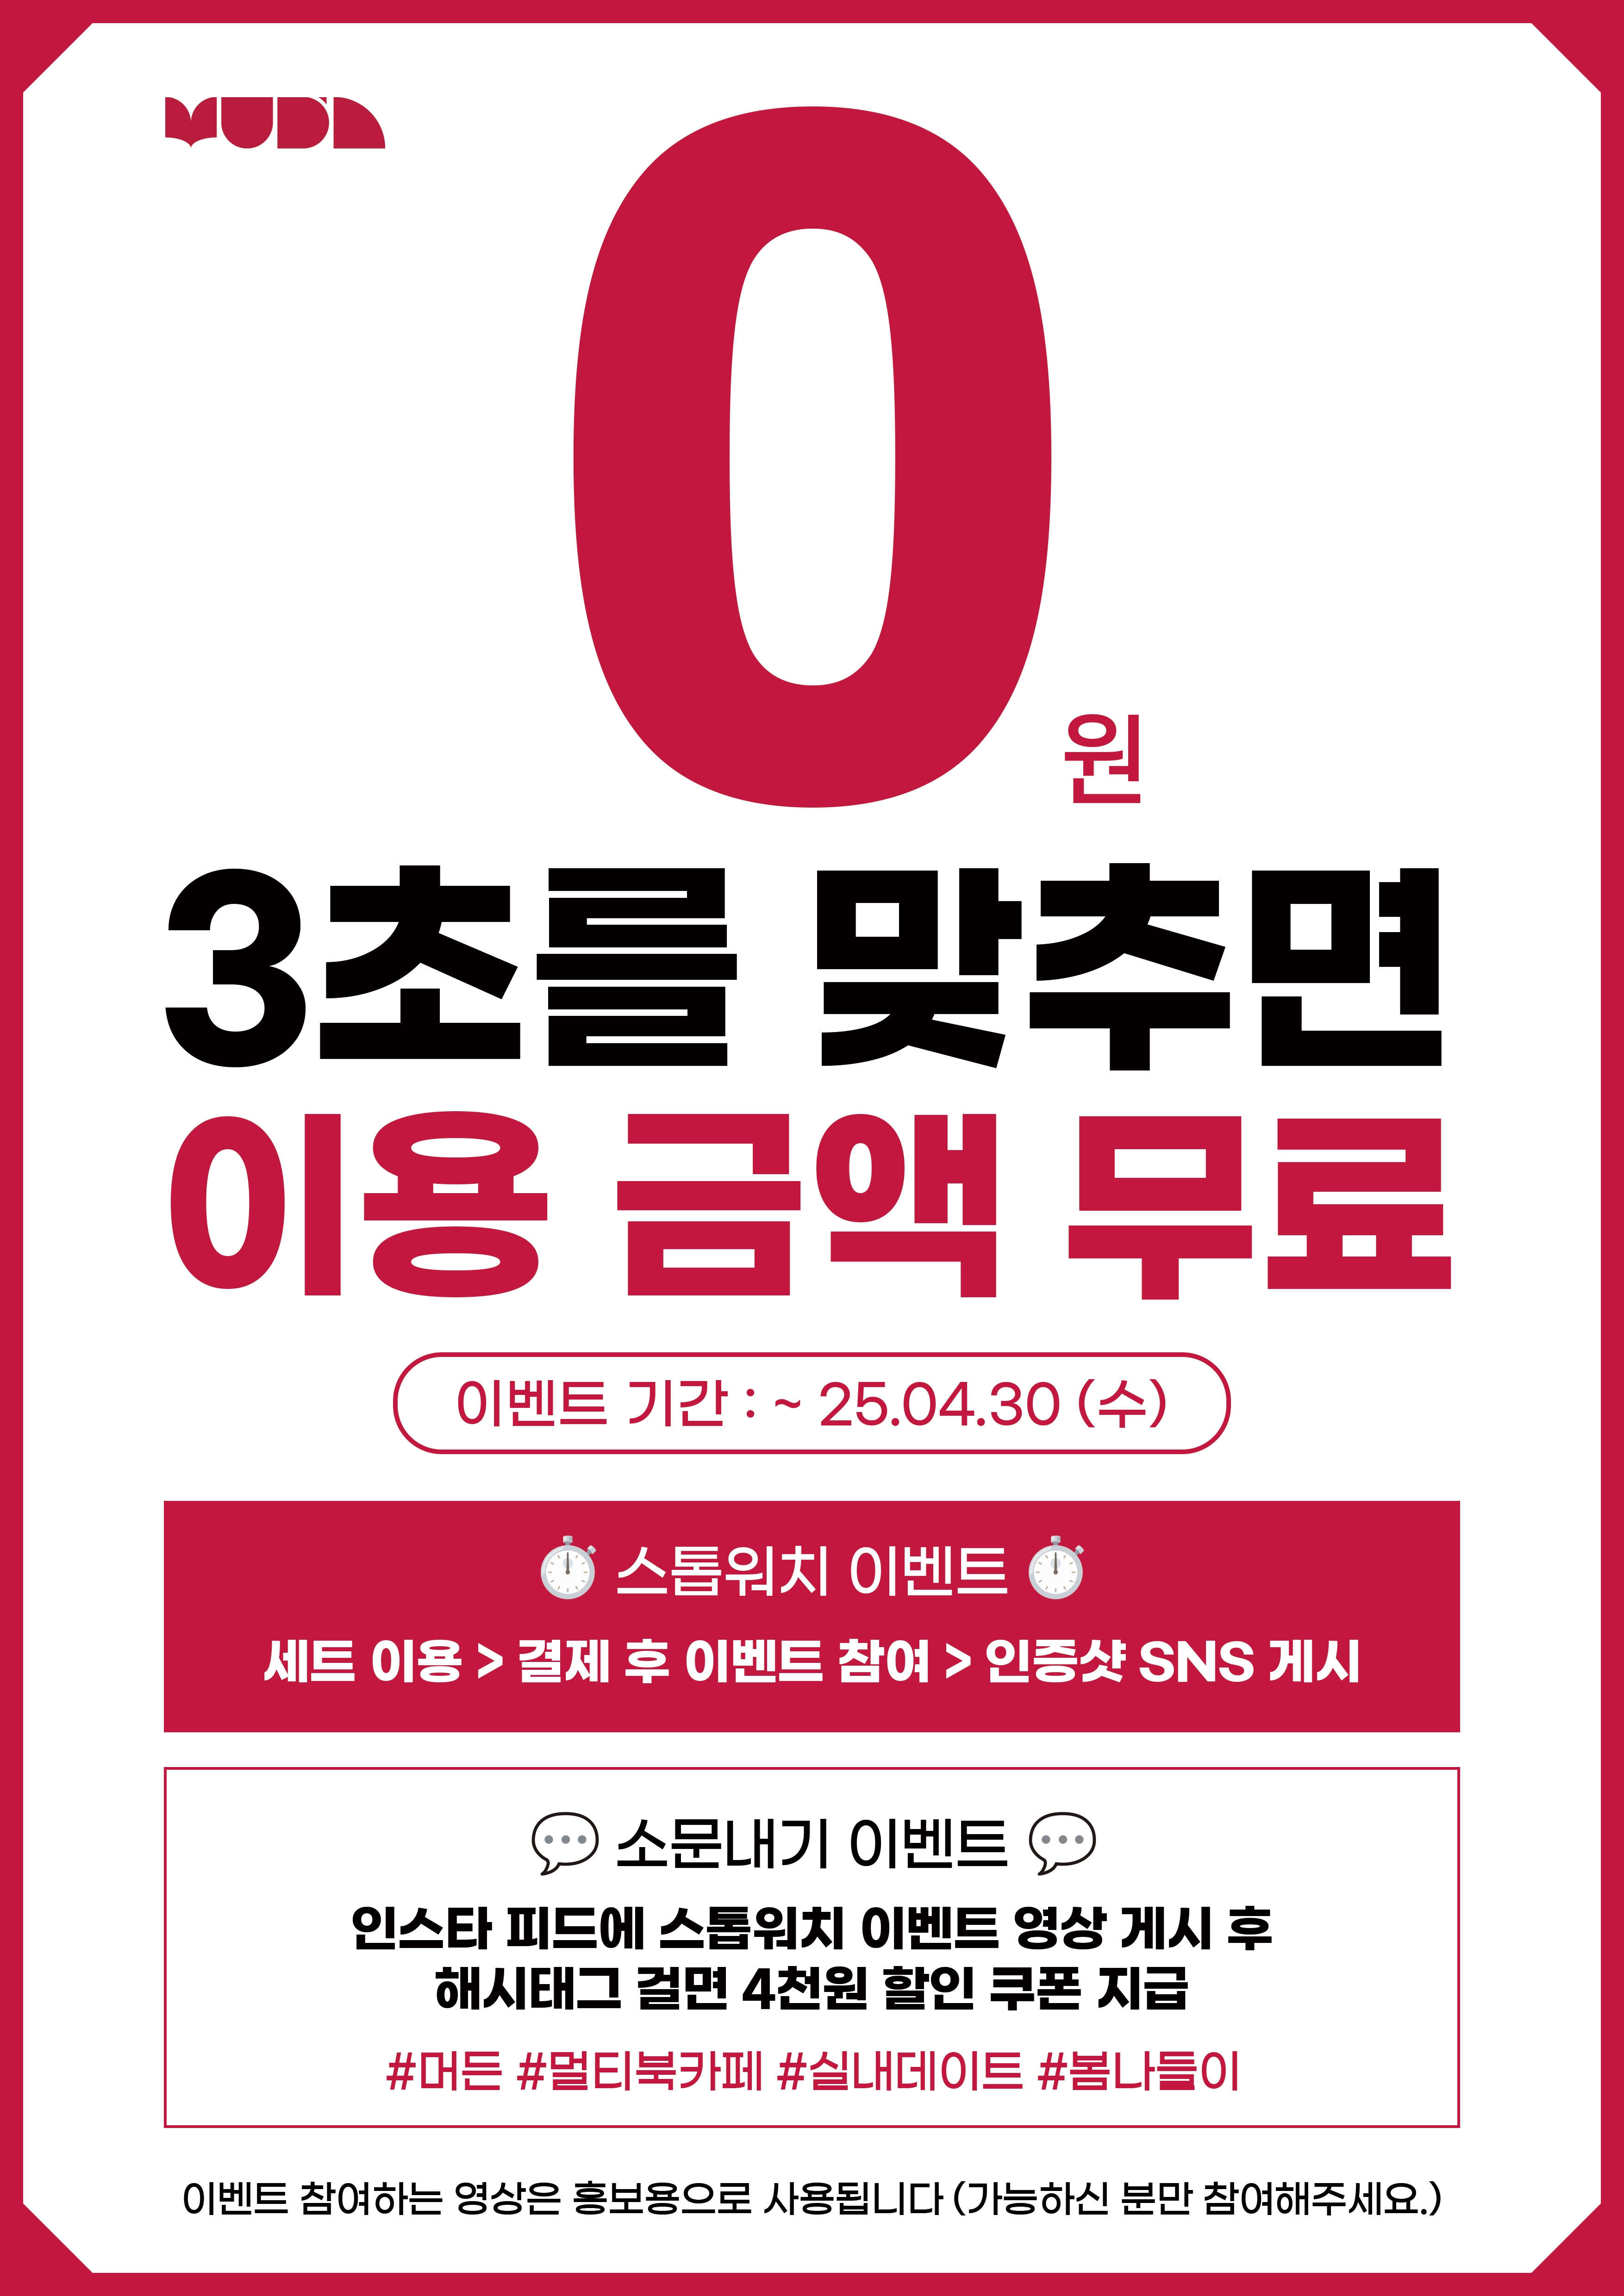 0
원
3초를 맞추면
이용 금액 무료
이벤트 기간 : ~ 25.04.30 (수)
스톱워치 이벤트
세트 이용 > 결제 후 이벤트 참여 > 인증샷 SNS 게시
소문내기 이벤트
인스타 피드에 스톱워치 이벤트 영상 게시 후
해시태그 걸면 4천원 할인 쿠폰 지급
#머든 #멀티북카페 #실내데이트 #봄나들이
이벤트 참여하는 영상은 홍보용으로 사용됩니다 (가능하신 분만 참여해주세요.)